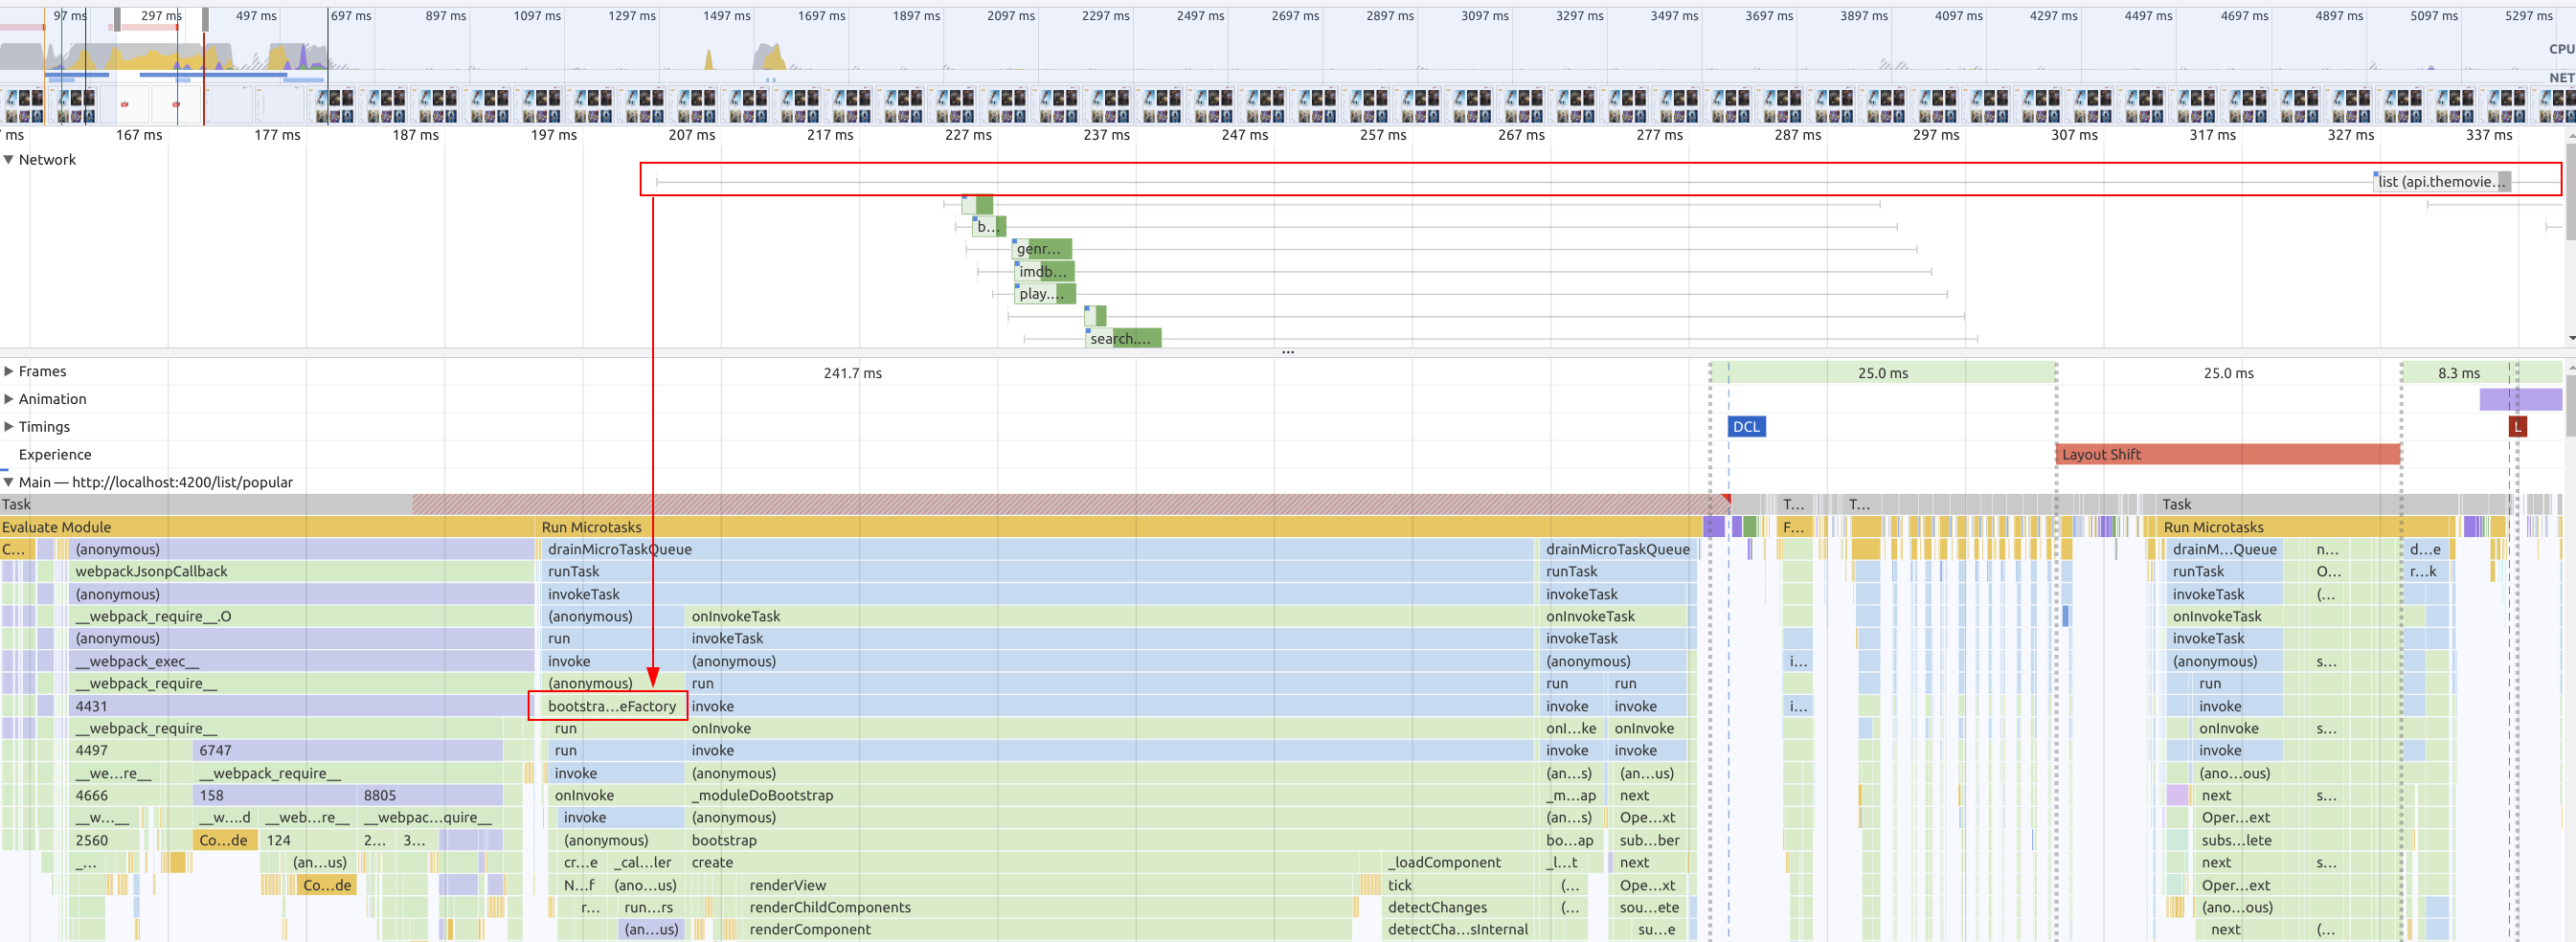 97 ms 297 ms 497 ms 697 ms 897 ms 1097 ms 1297 ms 1497 ms 1697 ms 1897 ms 2097 ms 2297 ms 2497 ms 2697 ms 2897 ms 3097 ms 3297 ms 3497 ms 3697 ms 3897 ms 4097 ms 4297 ms 4497 ms 4697 ms 4897 ms 5097 ms 5297 ms
CPU
NET
ms 167 ms 177 ms 187 ms 197 ms 207 ms 217 ms 227 ms 237 ms 247 ms 257 ms 267 ms 277 ms 287 ms 297 ms 307 ms 317 ms 327 ms 337 ms
Network
list (api.themovie...
b...
genr...
imdb...
play....
search....
Frames 241.7 ms 25.0 ms 25.0 ms 8.3 ms
Animation
Timings DCL L
Experience Layout Shift
Main — http://localhost:4200/list/popular
Task T... T... Task
Evaluate Module Run Microtasks F... Run Microtasks
C... (anonymous) drainMicroTaskQueue drainMicroTaskQueue drainM...Queue n... d...e
webpackJsonpCallback runTask runTask runTask O... r...k
(anonymous) invokeTask invokeTask invokeTask (...
__webpack_require__.O (anonymous) onInvokeTask onInvokeTask onInvokeTask
(anonymous) run invokeTask invokeTask invokeTask
__webpack_exec__ invoke (anonymous) (anonymous) i... (anonymous) s...
__webpack_require__ (anonymous) run run run run
4431 bootstra...eFactory invoke invoke invoke i... invoke
__webpack_require__ run onInvoke onI...ke onInvoke onInvoke s...
4497 6747 run invoke invoke invoke invoke
__we...re__ __webpack_require__ invoke (anonymous) (an...s) (an...us) (ano...ous)
4666 158 8805 onInvoke _moduleDoBootstrap _m...ap next next s...
__w...__ __w....d __web...re__ __webpac...quire__ invoke (anonymous) (an...s) Ope...xt Oper...ext
2560 Co...de 124 2... 3... (anonymous) bootstrap bo...ap sub...ber subs...lete
_... (an...us) cr...e _cal...ler create _loadComponent _l...t next next s...
Co...de N...f (ano...us) renderView tick (... Ope...xt Oper...ext
r... run...rs renderChildComponents detectChanges (... sou...ete (ano...ous)
(an...us) renderComponent detectCha...sInternal su...e next (...